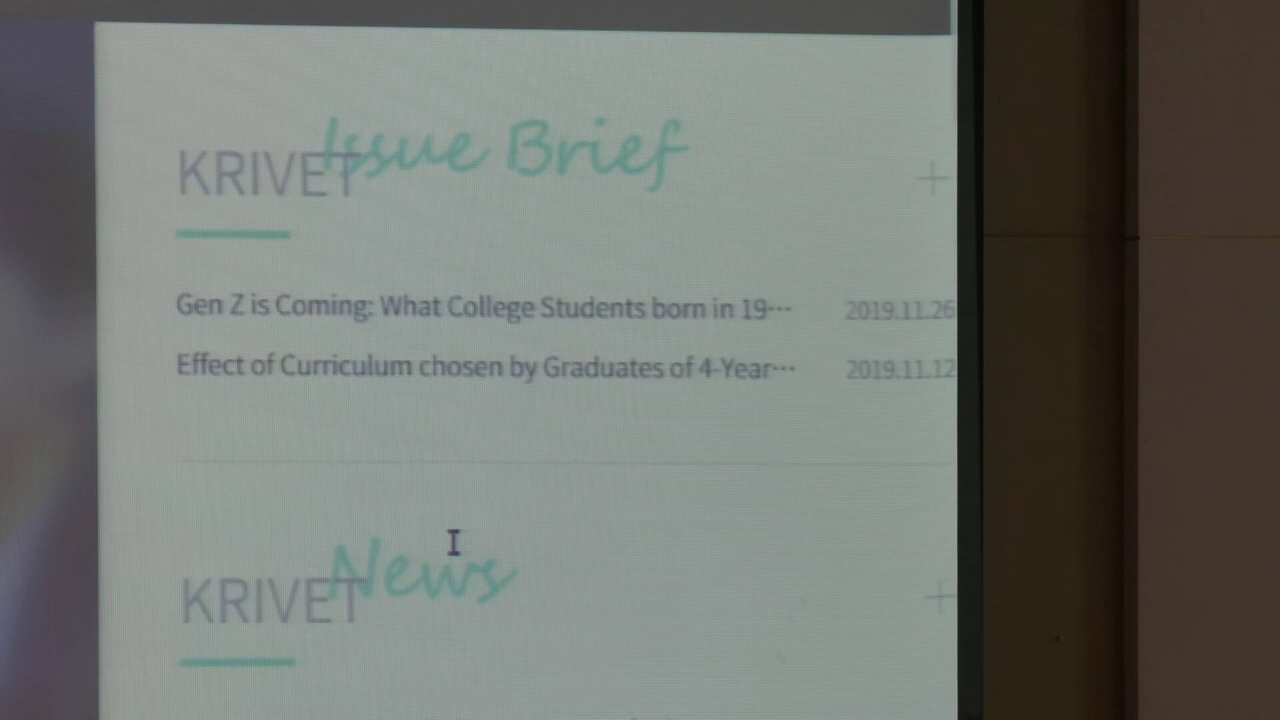 KRIVET Issue Brief
+
Gen Z is Coming: What College Students born in 19··· 2019.11.26
Effect of Curriculum chosen by Graduates of 4-Year··· 2019.11.12
KRIVET News
+